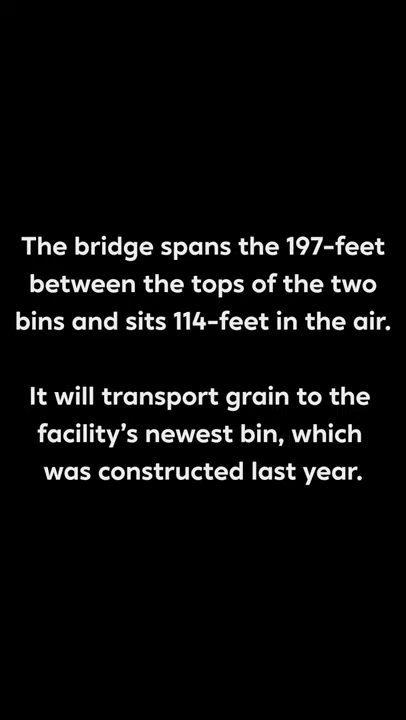 The bridge spans the 197-feet
between the tops of the two
bins and sits 114-feet in the air.
It will transport grain to the
facility’s newest bin, which
was constructed last year.